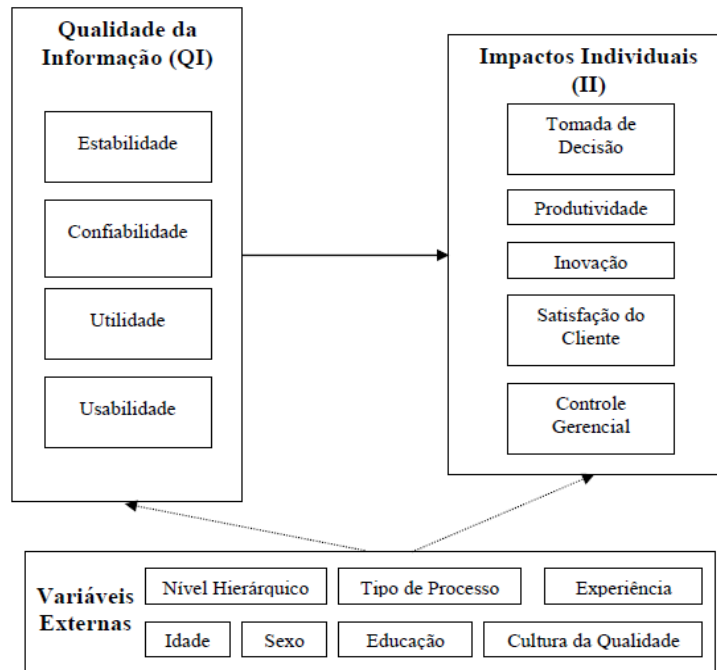 Qualidade da
Informação (QI)
Estabilidade
Confiabilidade
Utilidade
Usabilidade
Impactos Individuais
(II)
Tomada de
Decisão
Produtividade
Inovação
Satisfação do
Cliente
Controle
Gerencial
Variáveis
Externas
Nível Hierárquico
Tipo de Processo
Experiência
Idade
Sexo
Educação
Cultura da Qualidade